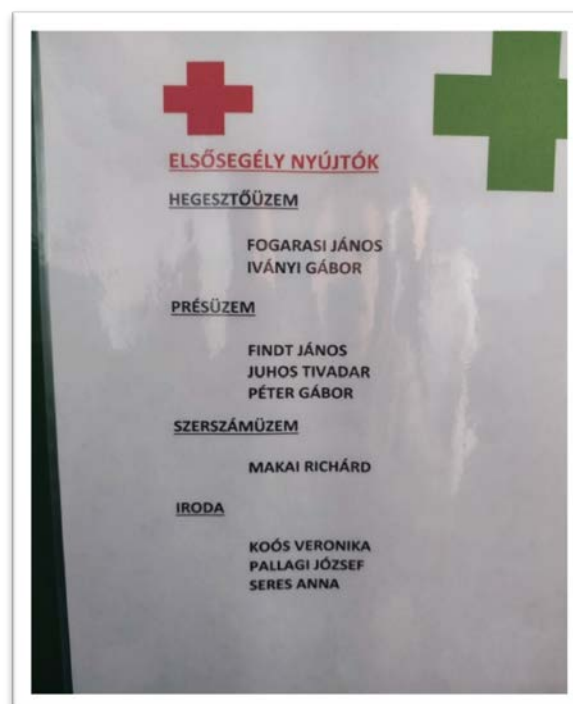 ELSŐSEGÉLY NYÚJTÓK
HEGESZTŐÜZEM
FOGARASI JÁNOS
IVÁNYI GÁBOR
PRÉSÜZEM
FINDT JÁNOS
JUHOS TIVADAR
PÉTER GÁBOR
SZERSZÁMÜZEM
MAKAI RICHÁRD
IRODA
KOÓS VERONIKA
PALLAGI JÓZSEF
SERES ANNA